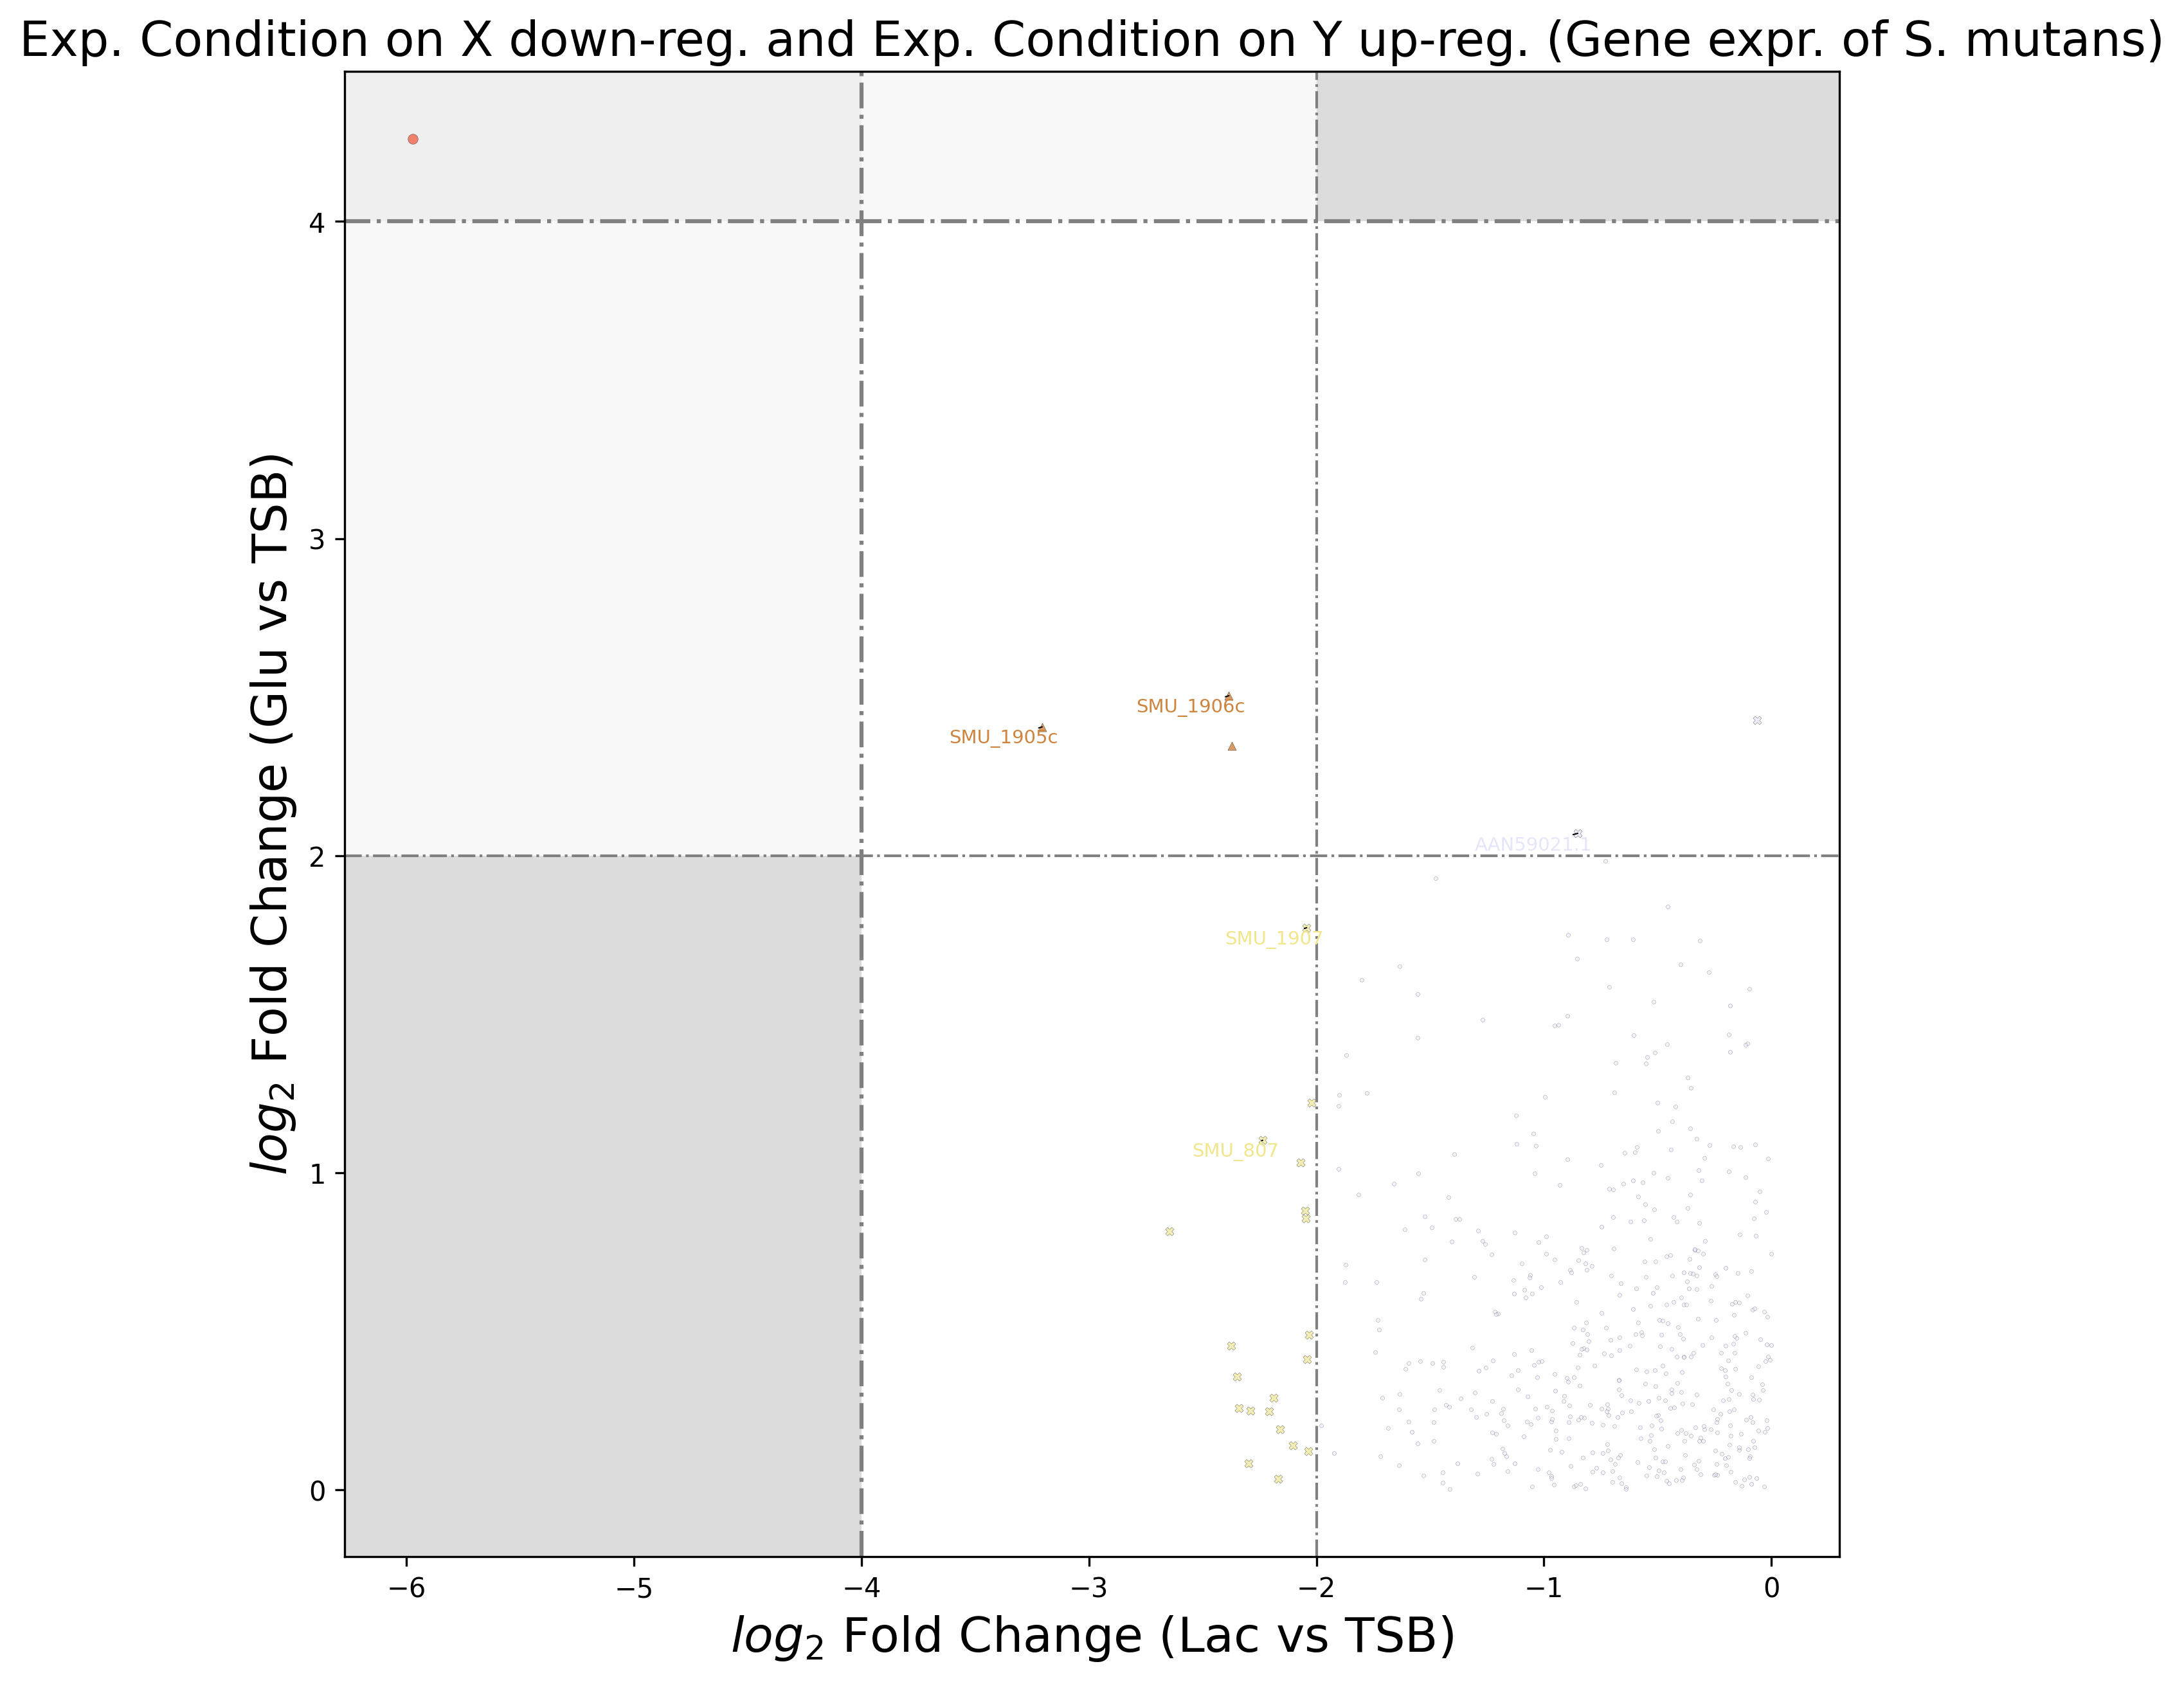 Exp. Condition on X down-reg. and Exp. Condition on Y up-reg. (Gene expr. of S. mutans)
log2 Fold Change (Glu vs TSB)
4
3
2
1
0
SMU_1906c
SMU_1905c
AAN59021.1
SMU_1907
SMU_807
−6
−5
−4
−3
−2
−1
0
log2 Fold Change (Lac vs TSB)